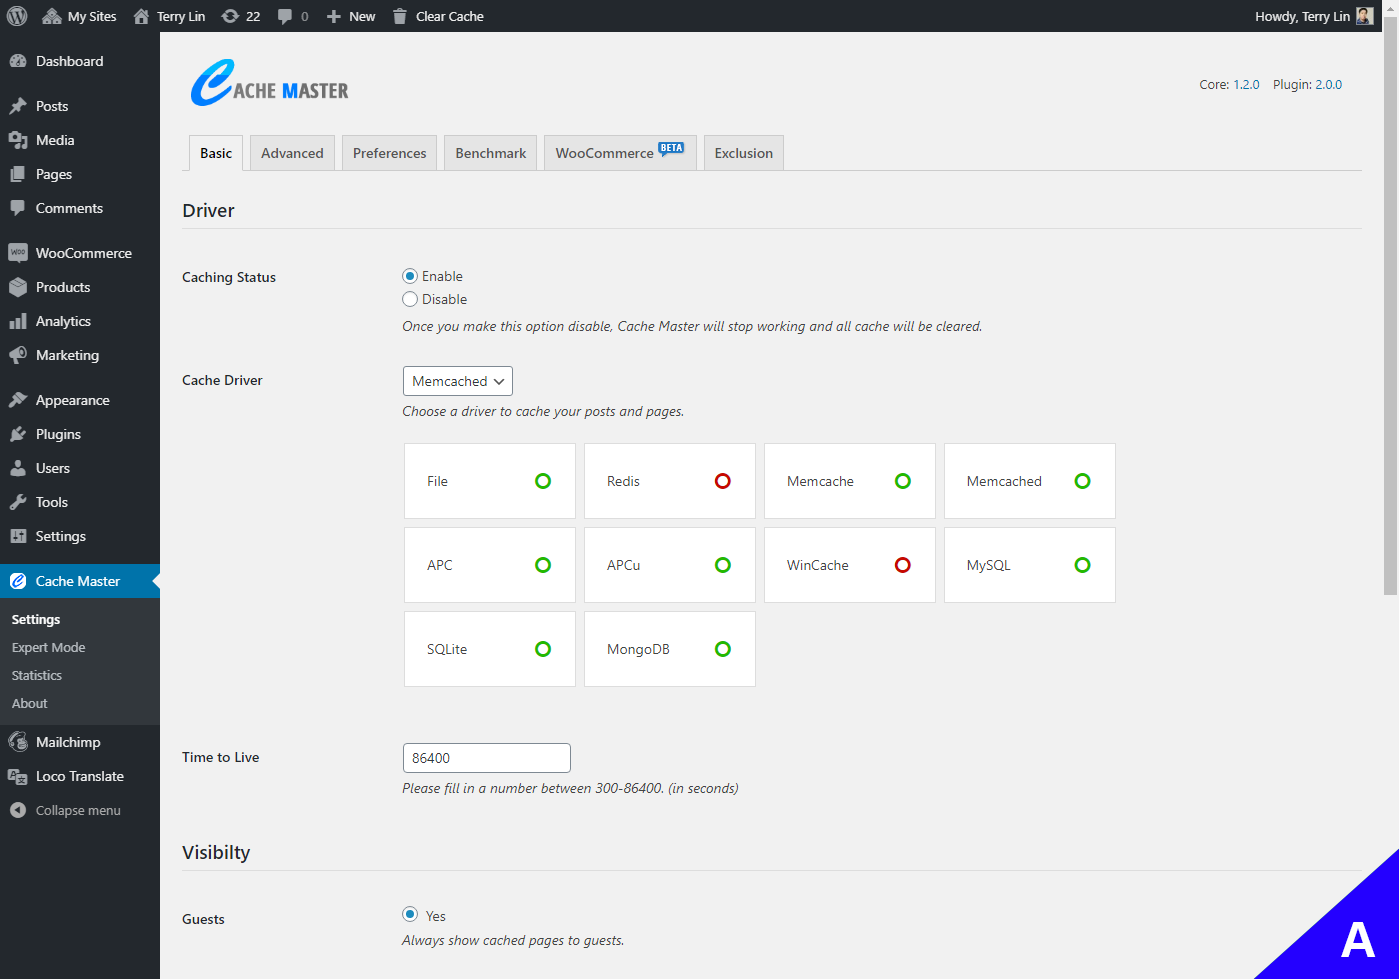 My Sites Terry Lin 22 0 New Clear Cache Howdy, Terry Lin
Dashboard
Posts
Media
Pages
Comments
WooCommerce
Products
Analytics
Marketing
Appearance
Plugins
Users
Tools
Settings
Cache Master
Settings
Expert Mode
Statistics
About
Mailchimp
Loco Translate
Collapse menu
CACHE MASTER
Core: 1.2.0 Plugin: 2.0.0
Basic Advanced Preferences Benchmark WooCommerce BETA Exclusion
Driver
Caching Status
Enable
Disable
Once you make this option disable, Cache Master will stop working and all cache will be cleared.
Cache Driver
Memcached
Choose a driver to cache your posts and pages.
File Redis Memcache Memcached
APC APCu WinCache MySQL
SQLite MongoDB
Time to Live
86400
Please fill in a number between 300-86400. (in seconds)
Visibilty
Guests
Yes
Always show cached pages to guests.
A